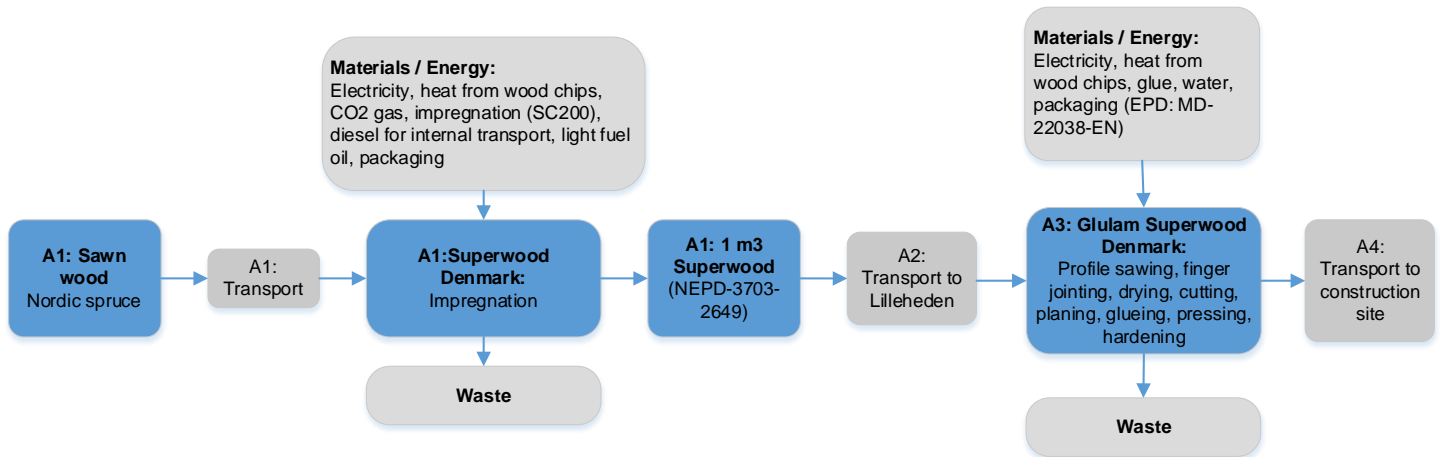 Materials / Energy:
Electricity, heat from wood chips,
CO2 gas, impregnation (SC200),
diesel for internal transport, light fuel
oil, packaging
Materials / Energy:
Electricity, heat from
wood chips, glue, water,
packaging (EPD: MD-
22038-EN)
A1: Sawn
wood
Nordic spruce
A1:
Transport
A1:Superwood
Denmark:
Impregnation
A1: 1 m3
Superwood
(NEPD-3703-
2649)
A2:
Transport to
Lilleheden
A3: Glulam Superwood
Denmark:
Profile sawing, finger
jointing, drying, cutting,
planing, glueing, pressing,
hardening
A4:
Transport to
construction
site
Waste
Waste